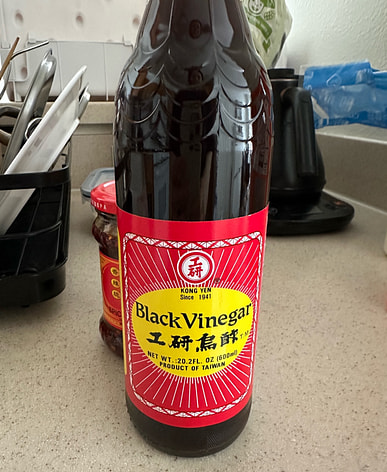 工研
KONG YEN
Since 1941
Black Vinegar
工研烏醋 T.M.
NET WT.:20.2FL. OZ (600ml)
PRODUCT OF TAIWAN